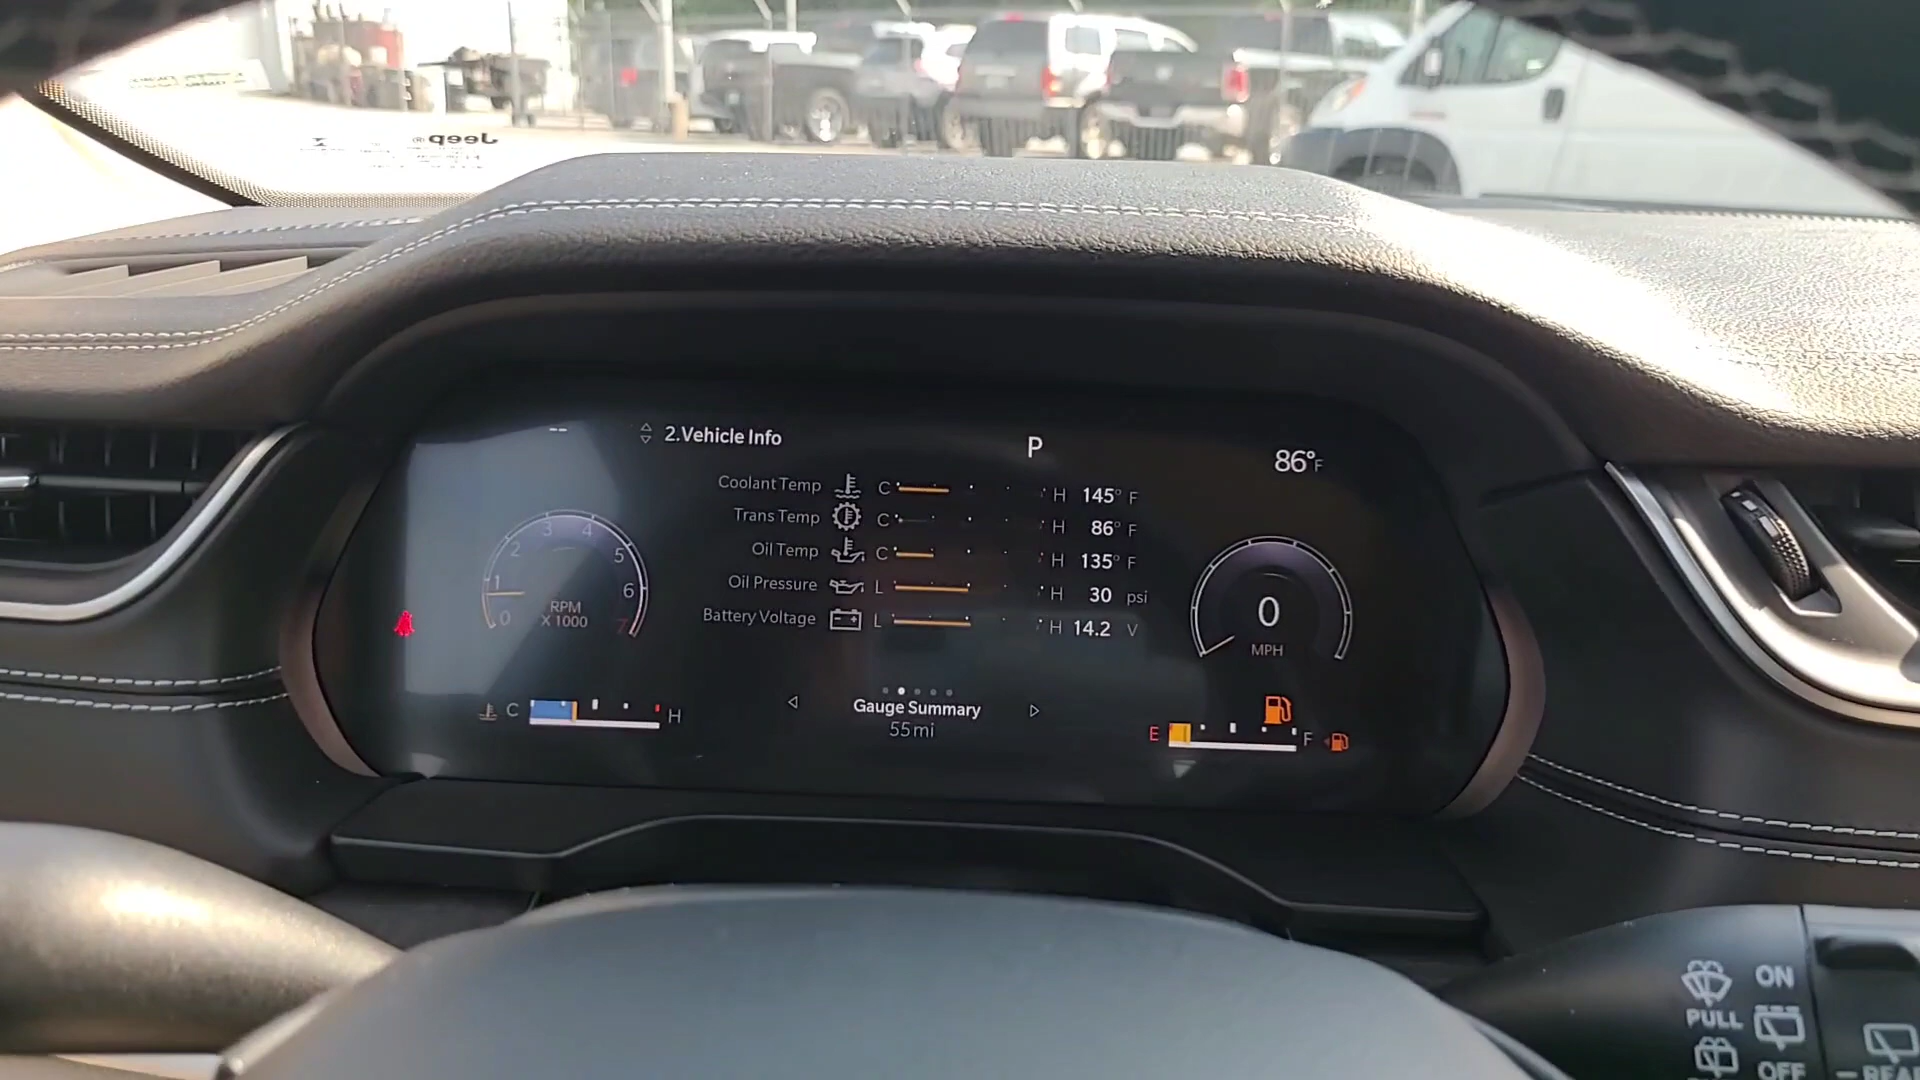 Jeep®
--
2.Vehicle Info
P
86°F
Coolant Temp C H 145° F
Trans Temp C H 86° F
Oil Temp C H 135° F
Oil Pressure L H 30 psi
Battery Voltage L H 14.2 V
0 1 2 3 4 5 6 7
RPM
X 1000
0
MPH
C H
Gauge Summary
55mi
E F
ON
PULL
OFF